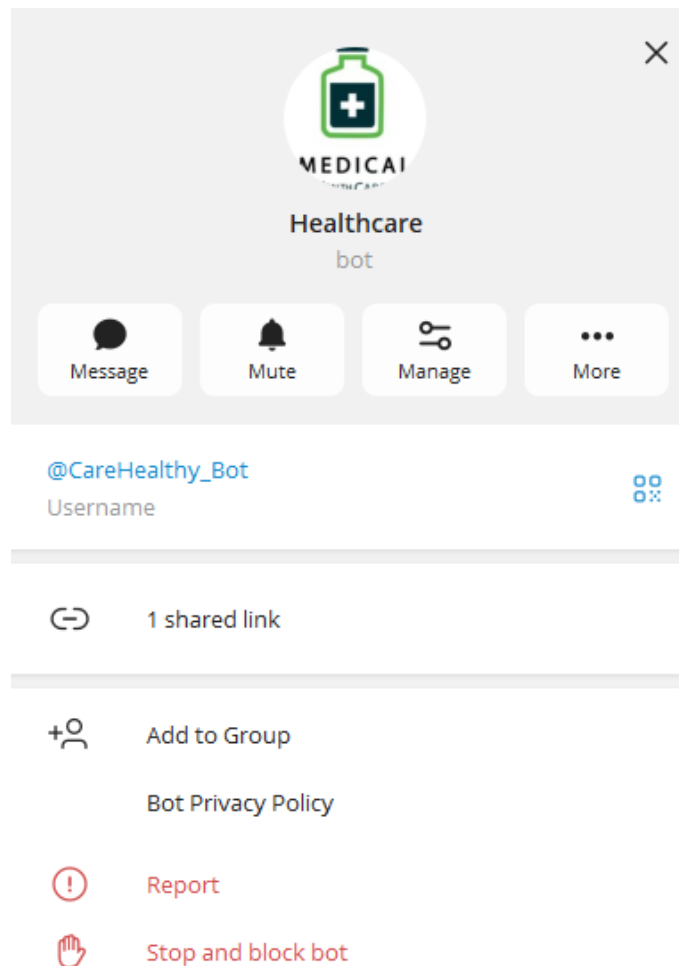 MEDICAL
HEALTHCARE
Healthcare
bot
Message
Mute
Manage
More
@CareHealthy_Bot
Username
1 shared link
Add to Group
Bot Privacy Policy
Report
Stop and block bot